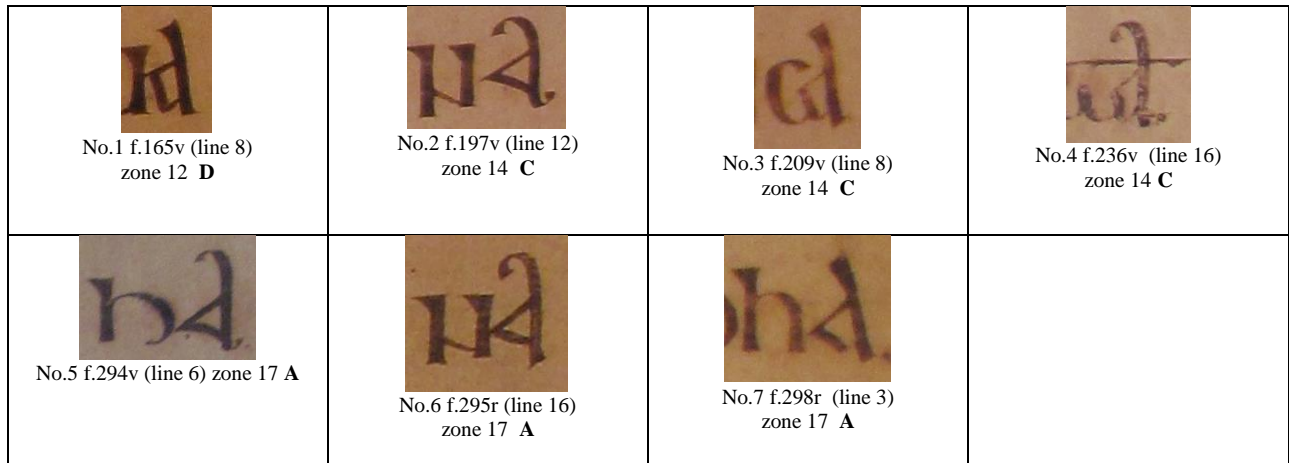 No.1 f.165v (line 8)
zone 12 D
No.2 f.197v (line 12)
zone 14 C
No.3 f.209v (line 8)
zone 14 C
No.4 f.236v (line 16)
zone 14 C
No.5 f.294v (line 6) zone 17 A
No.6 f.295r (line 16)
zone 17 A
No.7 f.298r (line 3)
zone 17 A